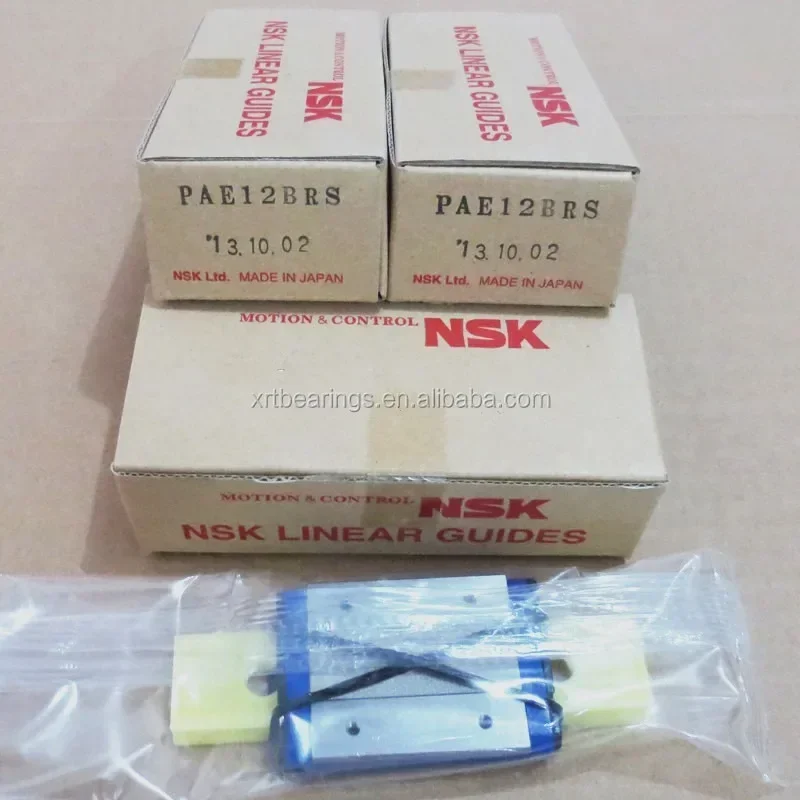 NSK LINEAR GUIDES
MOTION & CONTROL
NSK
PAE12BRS
'13.10.02
NSK Ltd. MADE IN JAPAN
NSK LINEAR GUIDES
MOTION & CONTROL
NSK
PAE12BRS
'13.10.02
NSK Ltd. MADE IN JAPAN
MOTION & CONTROL NSK
xrtbearings.en.alibaba.com
MOTION & CONTROL NSK
NSK LINEAR GUIDES